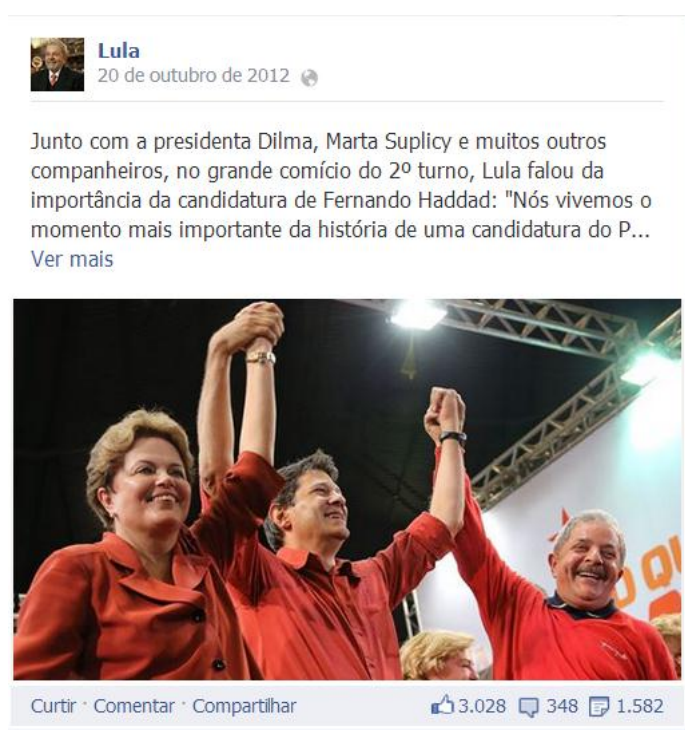 Lula
20 de outubro de 2012
Junto com a presidenta Dilma, Marta Suplicy e muitos outros
companheiros, no grande comício do 2º turno, Lula falou da
importância da candidatura de Fernando Haddad: "Nós vivemos o
momento mais importante da história de uma candidatura do P...
Ver mais
O QU
Curtir · Comentar · Compartilhar 3.028 348 1.582